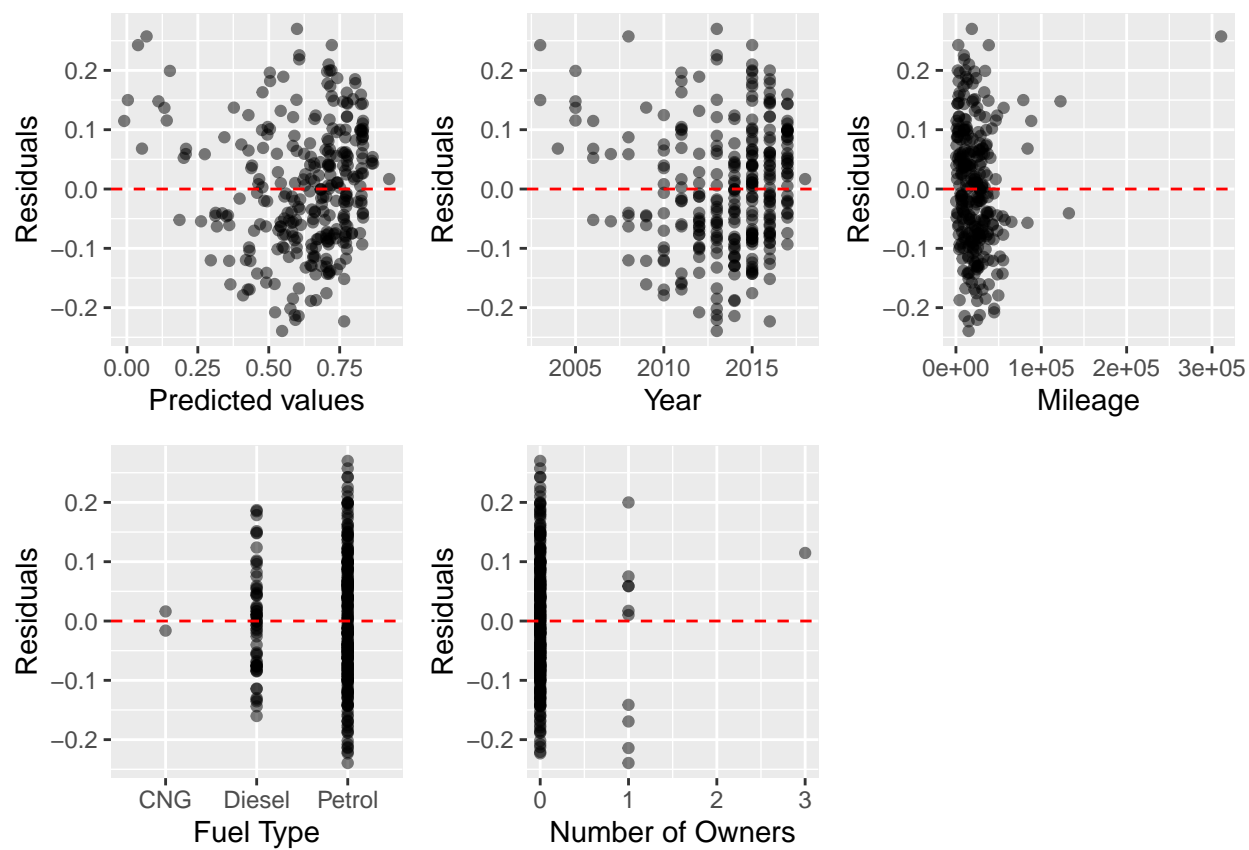 Residuals
0.2
0.1
0.0
−0.1
−0.2
0.00 0.25 0.50 0.75
Predicted values
Residuals
0.2
0.1
0.0
−0.1
−0.2
2005 2010 2015
Year
Residuals
0.2
0.1
0.0
−0.1
−0.2
0e+00 1e+05 2e+05 3e+05
Mileage
Residuals
0.2
0.1
0.0
−0.1
−0.2
CNG Diesel Petrol
Fuel Type
Residuals
0.2
0.1
0.0
−0.1
−0.2
0 1 2 3
Number of Owners